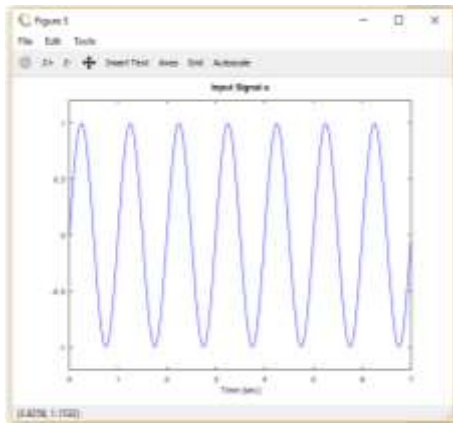 Figure 1
File Edit Tools
Z+ Z- Insert Text Axes Grid Autoscale
Input Signal x
1
0.5
0
-0.5
-1
0 1 2 3 4 5 6 7
Time (sec)